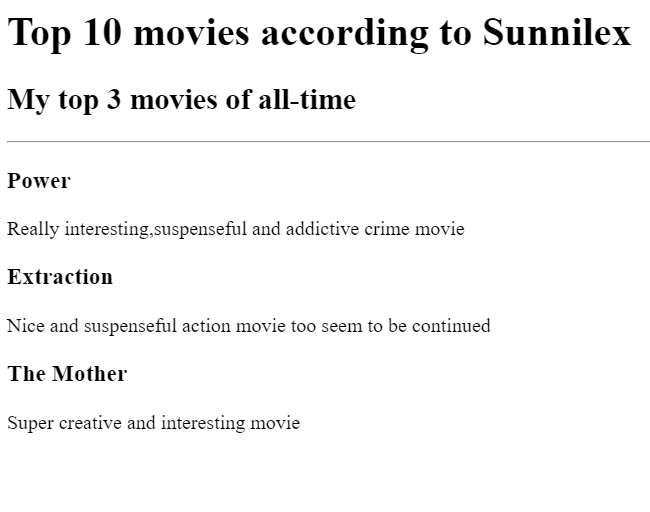 Top 10 movies according to Sunnilex
My top 3 movies of all-time
Power
Really interesting,suspenseful and addictive crime movie
Extraction
Nice and suspenseful action movie too seem to be continued
The Mother
Super creative and interesting movie